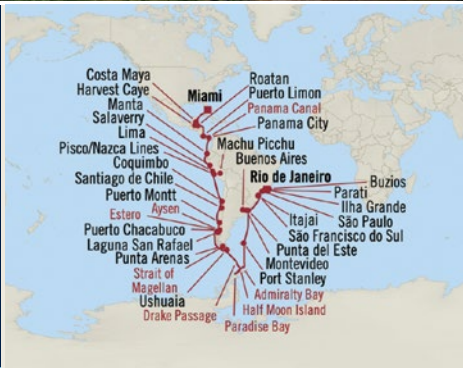 Costa Maya
Harvest Caye
Manta
Salaverry
Lima
Pisco/Nazca Lines
Coquimbo
Santiago de Chile
Puerto Montt
Aysen
Estero
Puerto Chacabuco
Laguna San Rafael
Punta Arenas
Strait of
Magellan
Ushuaia
Drake Passage
Miami
Roatan
Puerto Limon
Panama Canal
Panama City
Machu Picchu
Buenos Aires
Rio de Janeiro
Buzios
Parati
Ilha Grande
São Paulo
Itajai
São Francisco do Sul
Punta del Este
Montevideo
Port Stanley
Admiralty Bay
Half Moon Island
Paradise Bay